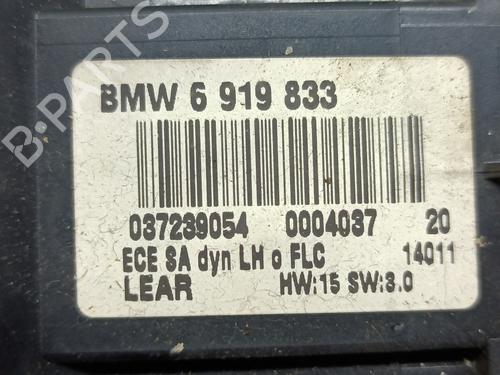 B-PARTS
BMW 6 919 833
037239054 0004037 20
ECE SA dyn LH o FLC 14011
LEAR HW:15 SW:3.0